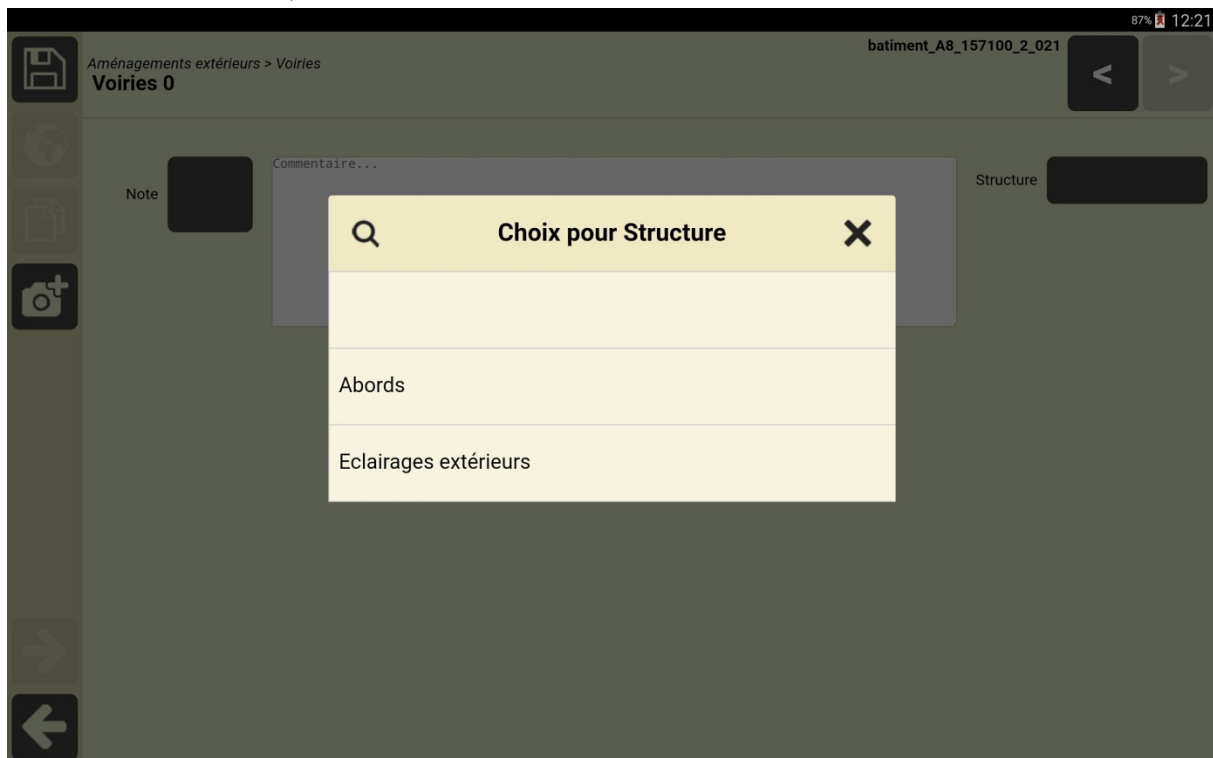 87% 12:21
batiment_A8_157100_2_021
Aménagements extérieurs > Voiries
Voiries 0
< >
Note
Commentaire...
Structure
Choix pour Structure
Abords
Eclairages extérieurs